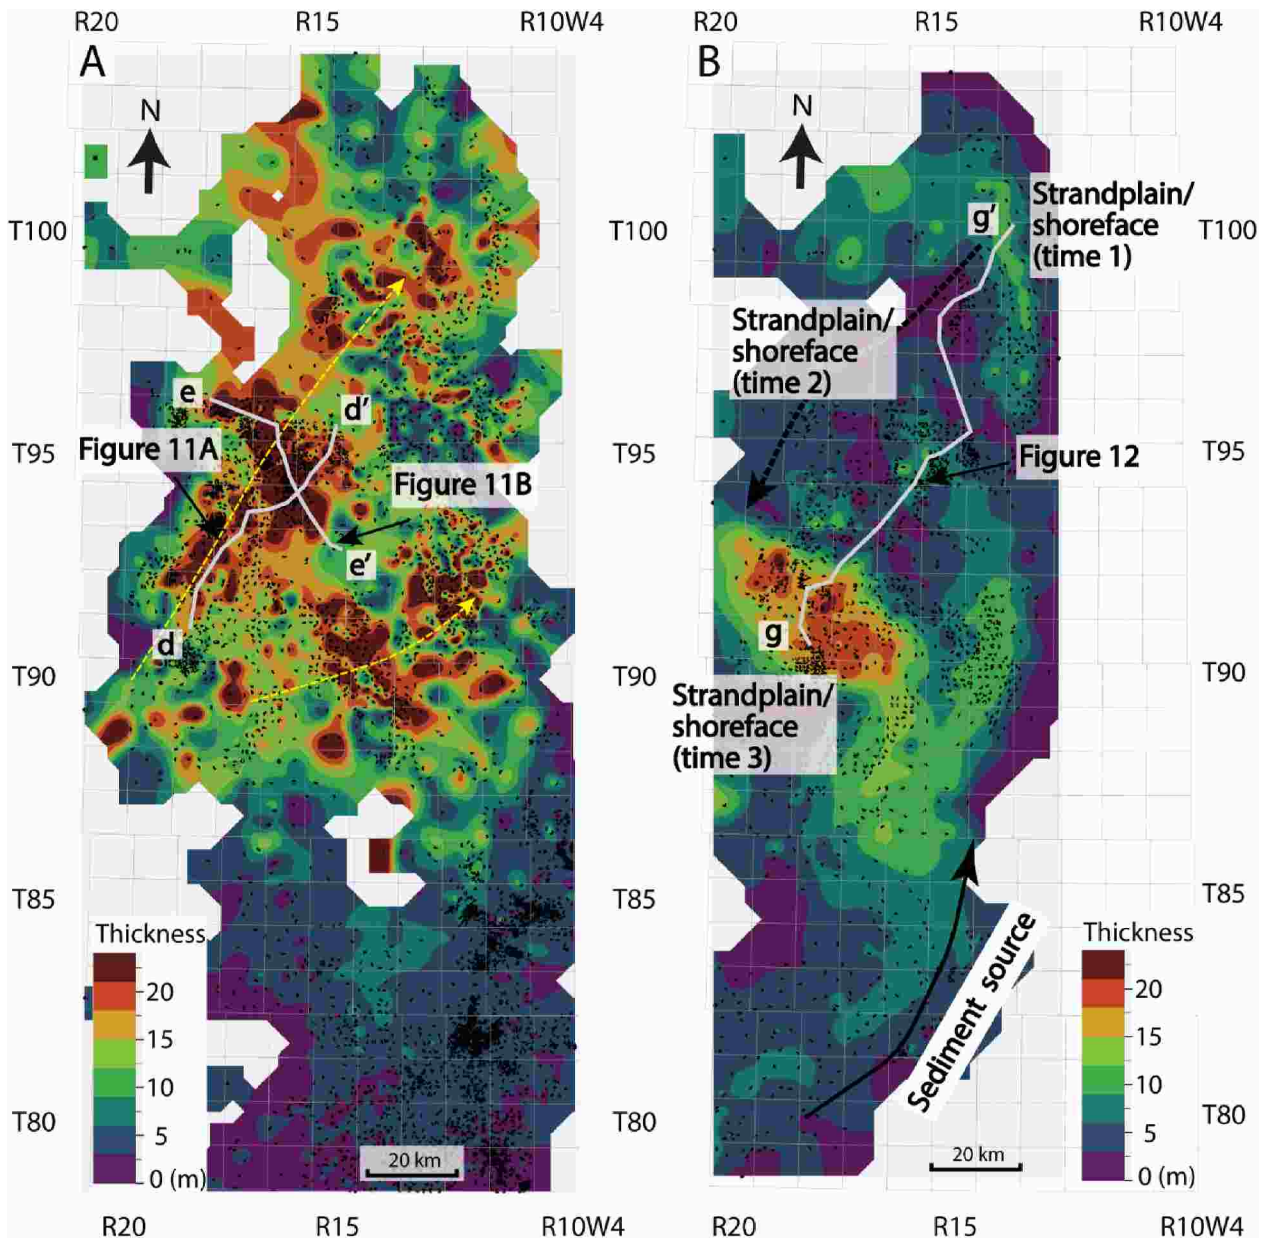 R20 R15 R10W4
R20 R15 R10W4
A
B
N
N
T100
T100
T100
g'
Strandplain/
shoreface
(time 1)
Strandplain/
shoreface
(time 2)
e
d'
Figure 11A
T95
T95
T95
Figure 11B
Figure 12
e'
d
g
T90
T90
T90
Strandplain/
shoreface
(time 3)
T85
T85
T85
Sediment source
Thickness
20
15
10
5
0 (m)
Thickness
20
15
10
5
0 (m)
T80
T80
T80
20 km
20 km
R20 R15 R10W4
R20 R15 R10W4